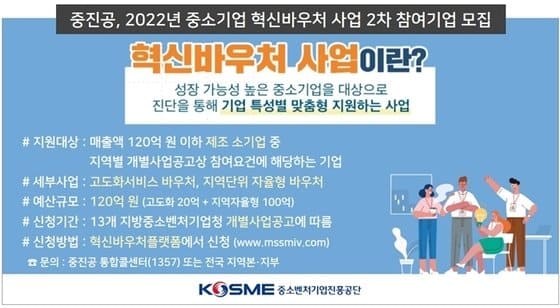 중진공, 2022년 중소기업 혁신바우처 사업 2차 참여기업 모집
혁신바우처 사업이란?
성장 가능성 높은 중소기업을 대상으로
진단을 통해 기업 특성별 맞춤형 지원하는 사업
# 지원대상 : 매출액 120억 원 이하 제조 소기업 중
지역별 개별사업공고상 참여요건에 해당하는 기업
# 세부사업 : 고도화서비스 바우처, 지역단위 자율형 바우처
# 예산규모 : 120억 원 (고도화 20억 + 지역자율형 100억)
# 신청기간 : 13개 지방중소벤처기업청 개별사업공고에 따름
# 신청방법 : 혁신바우처플랫폼에서 신청 (www.mssmiv.com)
☎ 문의 : 중진공 통합콜센터(1357) 또는 전국 지역본·지부
KOSME 중소벤처기업진흥공단